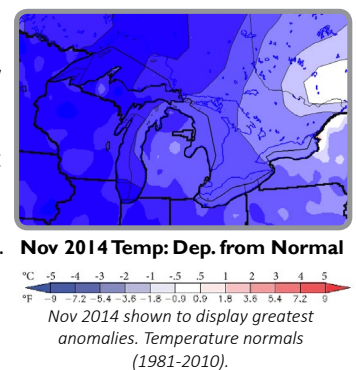 Nov 2014 Temp: Dep. from Normal
°C -5 -4 -3 -2 -1 -.5 .5 1 2 3 4 5
°F -9 -7.2 -5.4 -3.6 -1.8 -0.9 0.9 1.8 3.6 5.4 7.2 9
Nov 2014 shown to display greatest
anomalies. Temperature normals
(1981-2010).